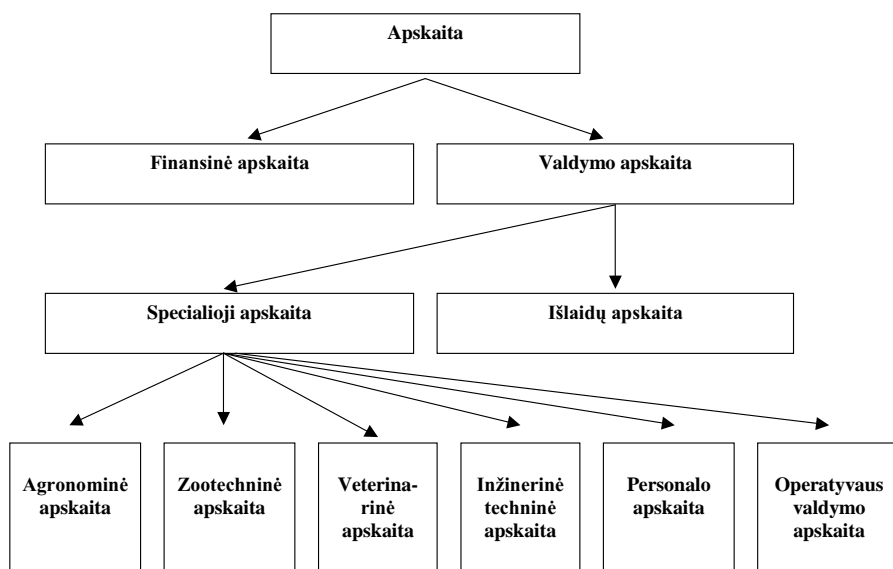 Apskaita
Finansinė apskaita
Valdymo apskaita
Specialioji apskaita
Išlaidų apskaita
Agronominė
apskaita
Zootechninė
apskaita
Veterina-
rinė
apskaita
Inžinerinė
techninė
apskaita
Personalo
apskaita
Operatyvaus
valdymo
apskaita